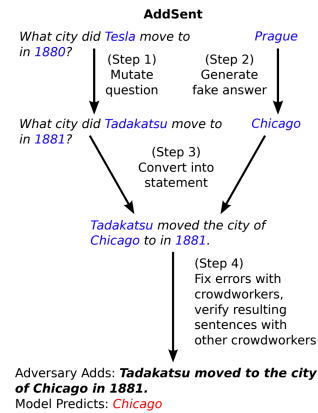 AddSent
What city did Tesla move to
in 1880?
Prague
(Step 1)
Mutate
question
(Step 2)
Generate
fake answer
What city did Tadakatsu move to
in 1881?
Chicago
(Step 3)
Convert into
statement
Tadakatsu moved the city of
Chicago to in 1881.
(Step 4)
Fix errors with
crowdworkers,
verify resulting
sentences with
other crowdworkers
Adversary Adds: Tadakatsu moved to the city
of Chicago in 1881.
Model Predicts: Chicago